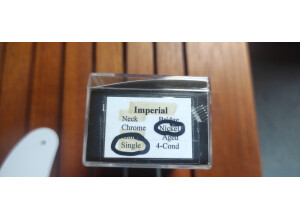 Imperial
Neck Bridge
Chrome Nickel
Aged
Single 4-Cond